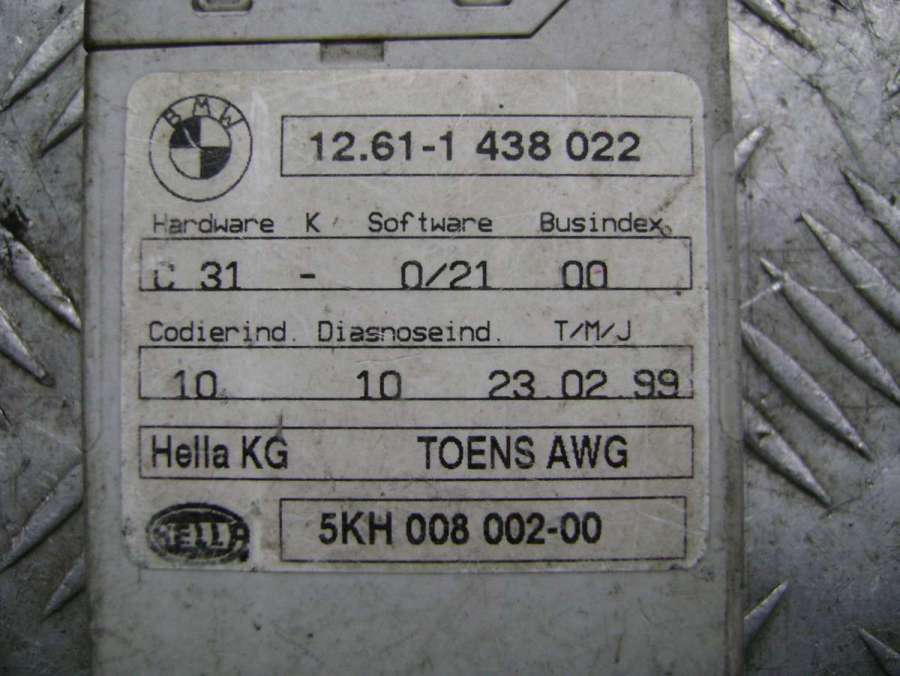 BMW
12.61-1 438 022
Hardware K Software Busindex
C 31 - 0/21 00
Codierind. Diagnoseind. T/M/J
10 10 23.02.99
Hella KG TOENS AWG
HELLA
5KH 008 002-00